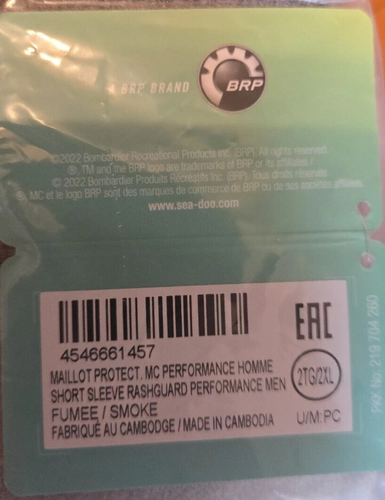 A BRP BRAND
BRP
©2022 Bombardier Recreational Products Inc. (BRP). All rights reserved.
®, TM and the BRP logo are trademarks of BRP or its affiliates /
© 2022 Bombardier Produits Récréatifs Inc. (BRP). Tous droits réservés
®, MC et le logo BRP sont des marques de commerce de BRP ou de ses sociétés affiliées.
www.sea-doo.com
4546661457
EAC
MAILLOT PROTECT. MC PERFORMANCE HOMME
SHORT SLEEVE RASHGUARD PERFORMANCE MEN
2TG/2XL
FUMEE / SMOKE
FABRIQUÉ AU CAMBODGE / MADE IN CAMBODIA
U/M: PC
No: 219 704 260